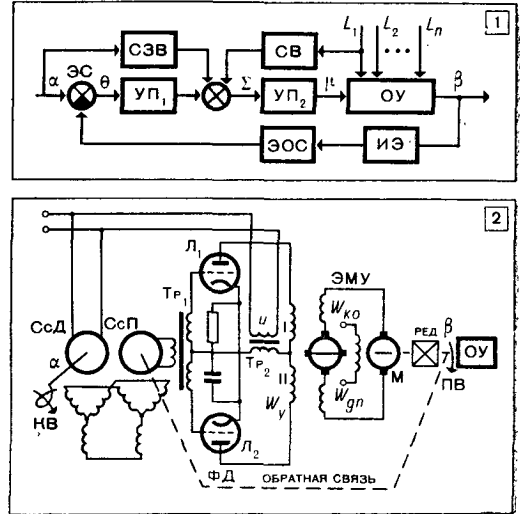 1
L₁ L₂ ... Lₙ
СЗВ
СВ
α
ЭС
θ
УП₁
Σ
УП₂
μ
ОУ
β
ЭОС
ИЭ
2
Л₁
ЭМУ
СсД
СсП
Тр₁
u
I
Wко
РЕД
β
α
Тр₂
II
М
7
ОУ
КВ
Wу
Wдп
ПВ
Л₂
ФД
ОБРАТНАЯ СВЯЗЬ